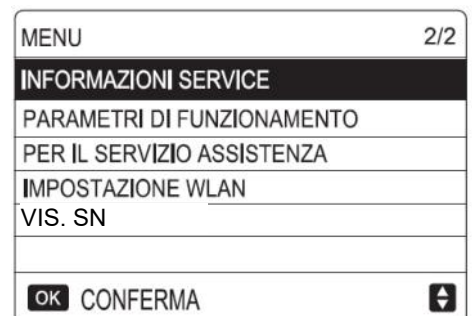 MENU 2/2
INFORMAZIONI SERVICE
PARAMETRI DI FUNZIONAMENTO
PER IL SERVIZIO ASSISTENZA
IMPOSTAZIONE WLAN
VIS. SN
OK CONFERMA